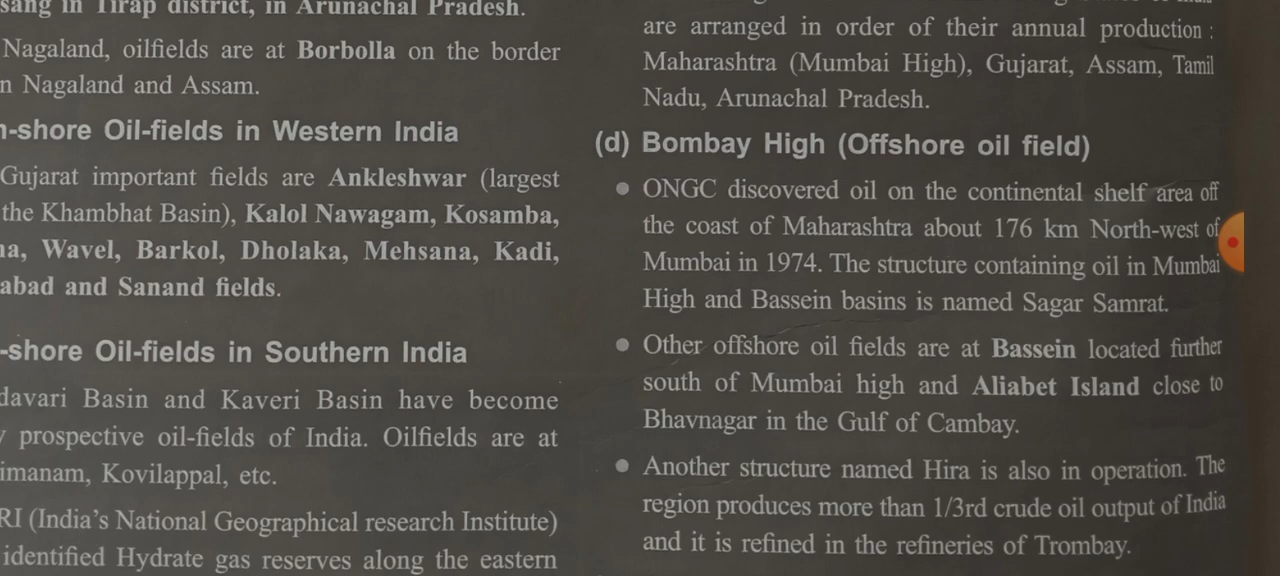 sang in Tirap district, in Arunachal Pradesh.
Nagaland, oilfields are at Borbolla on the border
n Nagaland and Assam.
n-shore Oil-fields in Western India
Gujarat important fields are Ankleshwar (largest
the Khambhat Basin), Kalol Nawagam, Kosamba,
na, Wavel, Barkol, Dholaka, Mehsana, Kadi,
abad and Sanand fields.
-shore Oil-fields in Southern India
davari Basin and Kaveri Basin have become
y prospective oil-fields of India. Oilfields are at
imanam, Kovilappal, etc.
RI (India's National Geographical research Institute)
identified Hydrate gas reserves along the eastern
are arranged in order of their annual production :
Maharashtra (Mumbai High), Gujarat, Assam, Tamil
Nadu, Arunachal Pradesh.
(d) Bombay High (Offshore oil field)
● ONGC discovered oil on the continental shelf area off
the coast of Maharashtra about 176 km North-west of
Mumbai in 1974. The structure containing oil in Mumbai
High and Bassein basins is named Sagar Samrat.
● Other offshore oil fields are at Bassein located further
south of Mumbai high and Aliabet Island close to
Bhavnagar in the Gulf of Cambay.
● Another structure named Hira is also in operation. The
region produces more than 1/3rd crude oil output of India
and it is refined in the refineries of Trombay.